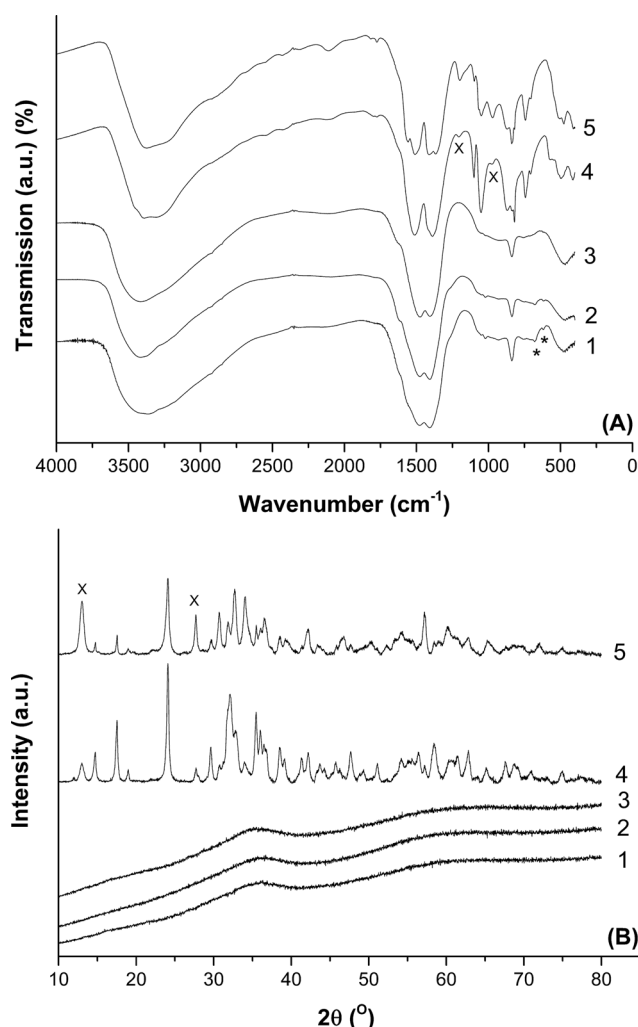 Transmission (a.u.) (%)
5
x
4
x
3
2
1
*
*
(A)
4000 3500 3000 2500 2000 1500 1000 500 0
Wavenumber (cm⁻¹)
Intensity (a.u.)
x
x
5
4
3
2
1
(B)
10 20 30 40 50 60 70 80
2θ (°)